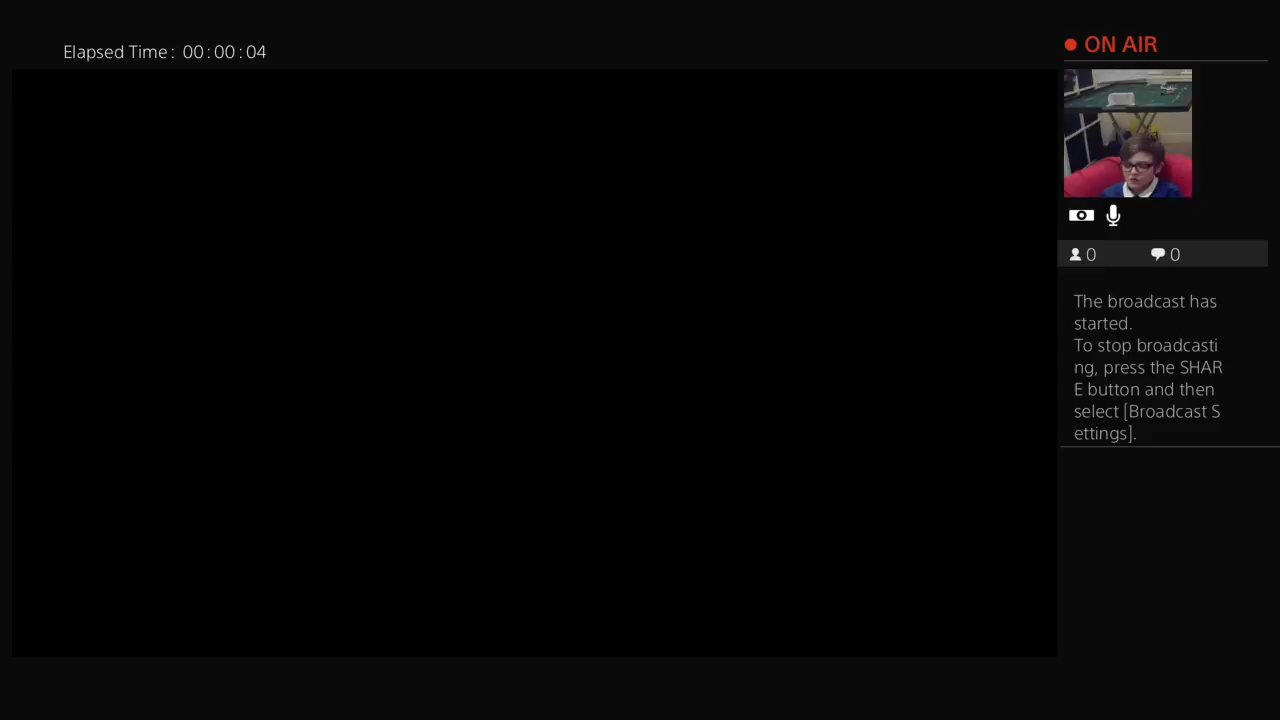 Elapsed Time: 00:00:04
ON AIR
0 0
The broadcast has
started.
To stop broadcasti
ng, press the SHAR
E button and then
select [Broadcast S
ettings].